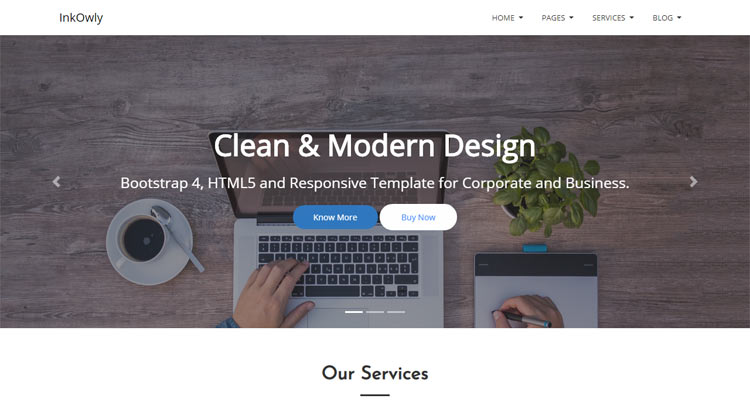 InkOwly
HOME PAGES SERVICES BLOG
Clean & Modern Design
Bootstrap 4, HTML5 and Responsive Template for Corporate and Business.
Know More Buy Now
Our Services